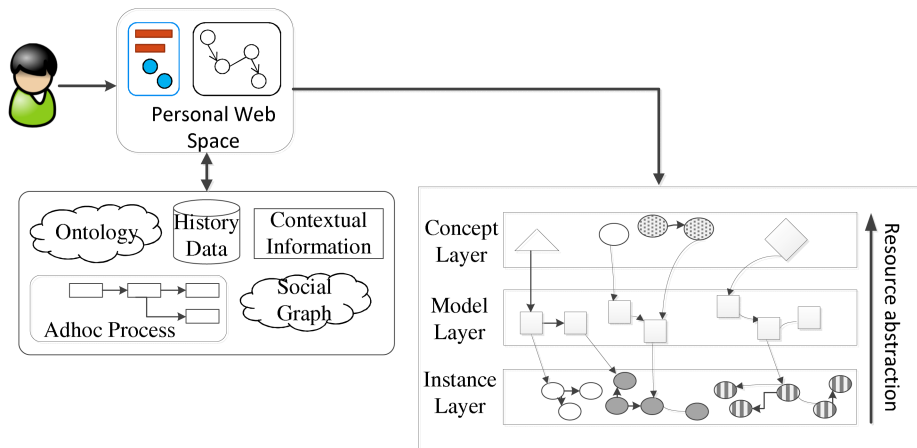 Personal Web
Space
Ontology
History
Data
Contextual
Information
Adhoc Process
Social
Graph
Concept
Layer
Model
Layer
Instance
Layer
Resource abstraction